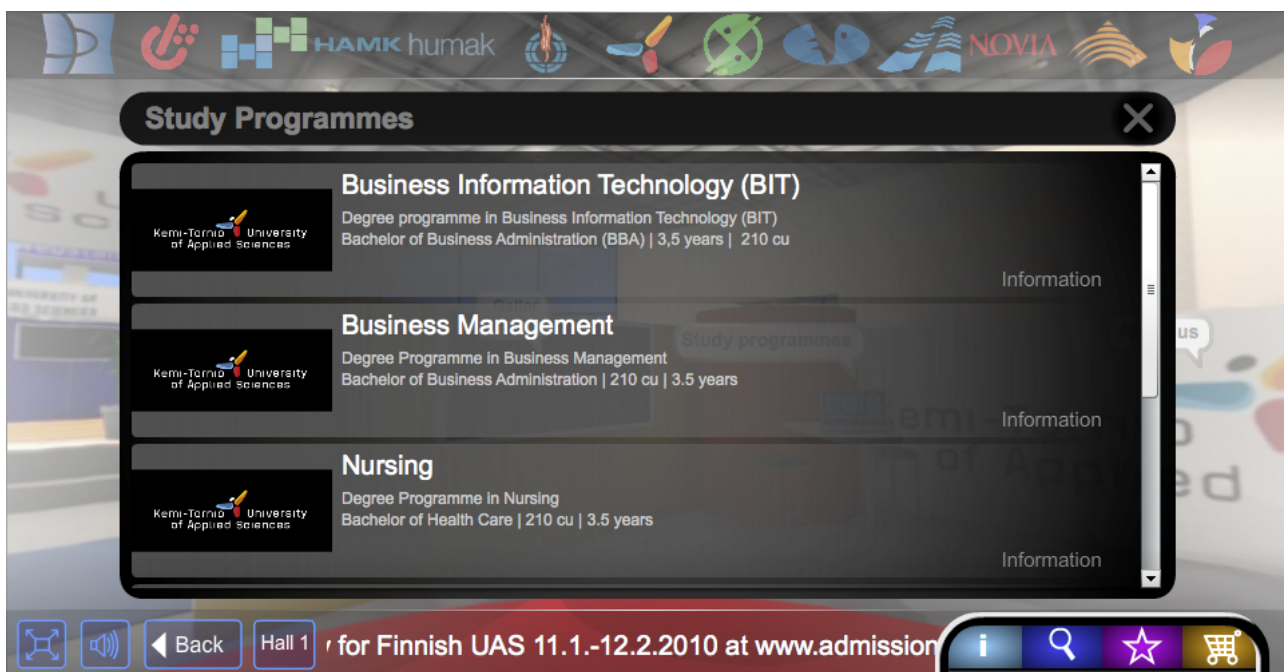 HAMK humak NOVIA
Study Programmes
Business Information Technology (BIT)
Degree programme in Business Information Technology (BIT)
Bachelor of Business Administration (BBA) | 3,5 years | 210 cu
Kemi-Tornio University
of Applied Sciences
Information
Business Management
Degree Programme in Business Management
Bachelor of Business Administration | 210 cu | 3.5 years
Kemi-Tornio University
of Applied Sciences
Information
Study programmes
us
Nursing
Degree Programme in Nursing
Bachelor of Health Care | 210 cu | 3.5 years
Kemi-Tornio University
of Applied Sciences
Information
Back
Hall 1
for Finnish UAS 11.1.-12.2.2010 at www.admission